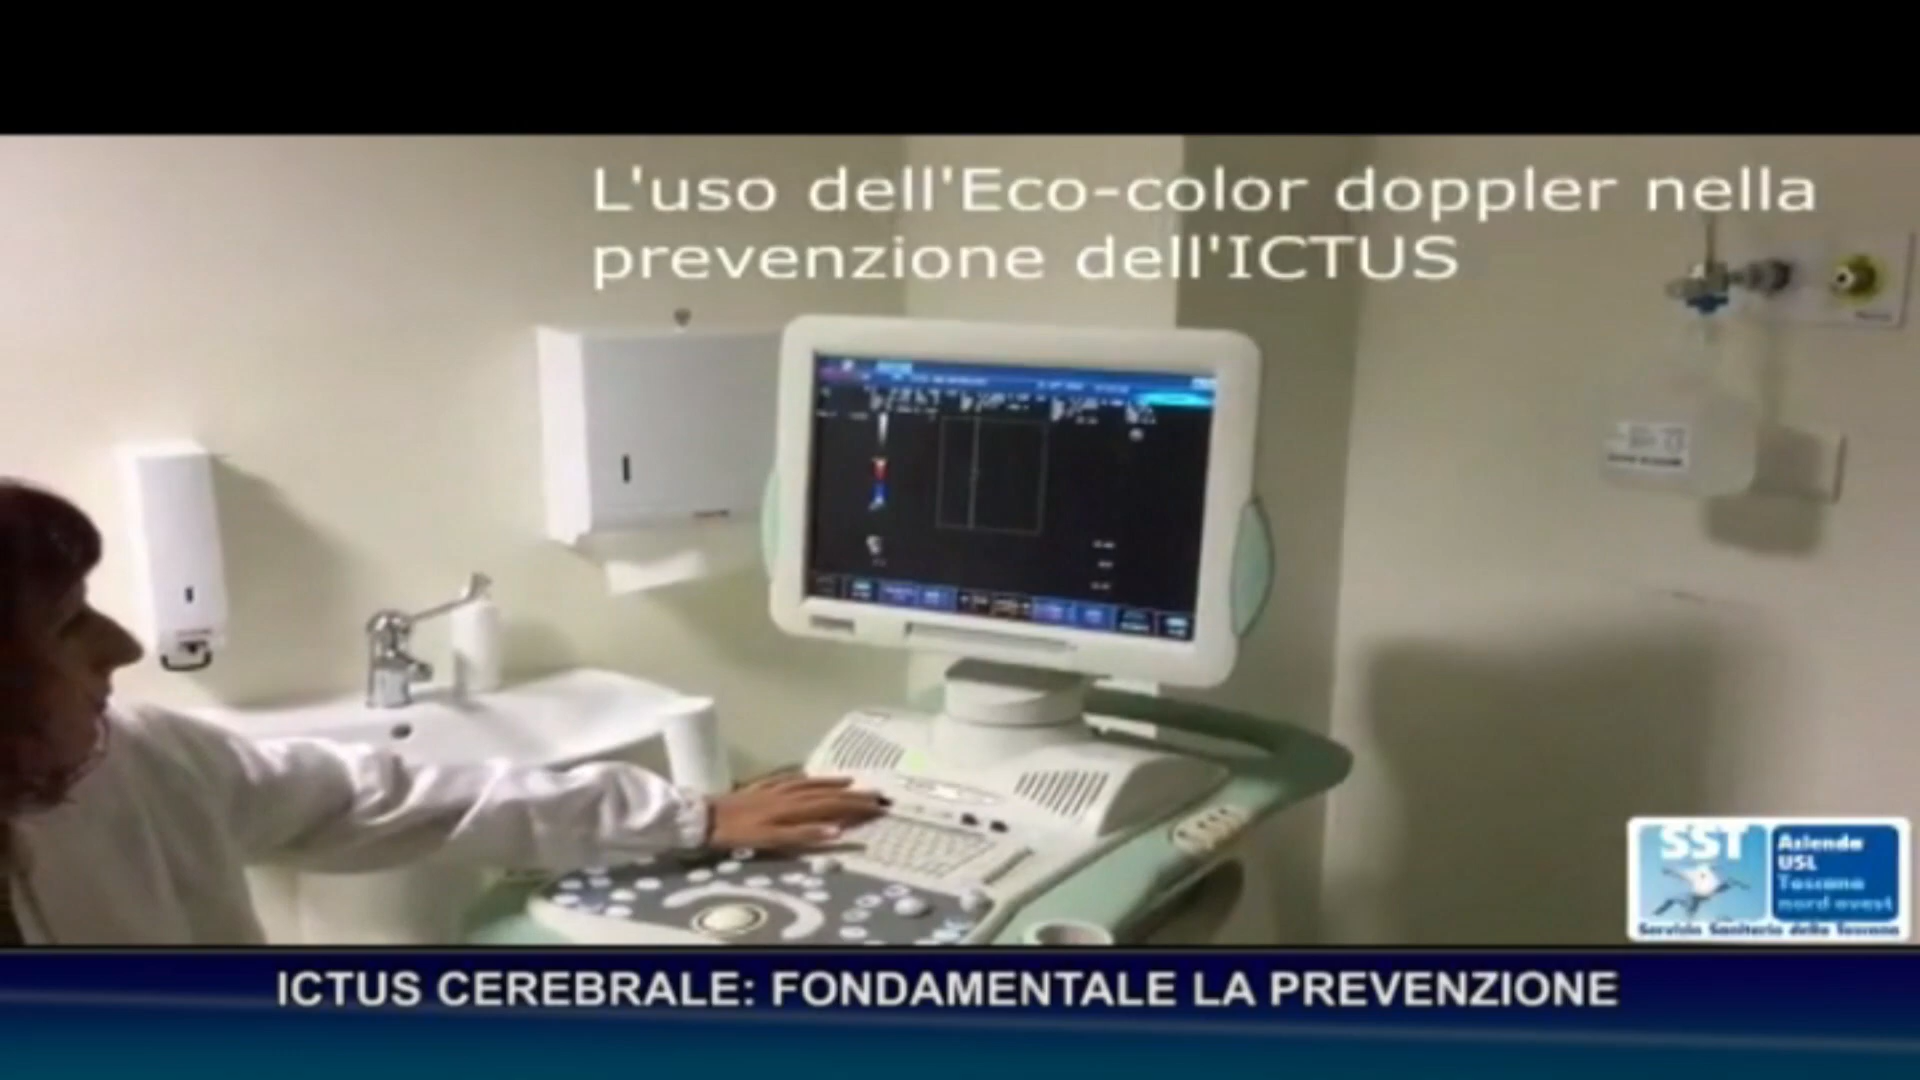 L'uso dell'Eco-color doppler nella
prevenzione dell'ICTUS
SST
Azienda
USL
Toscana
nord ovest
Servizio Sanitario della Toscana
ICTUS CEREBRALE: FONDAMENTALE LA PREVENZIONE